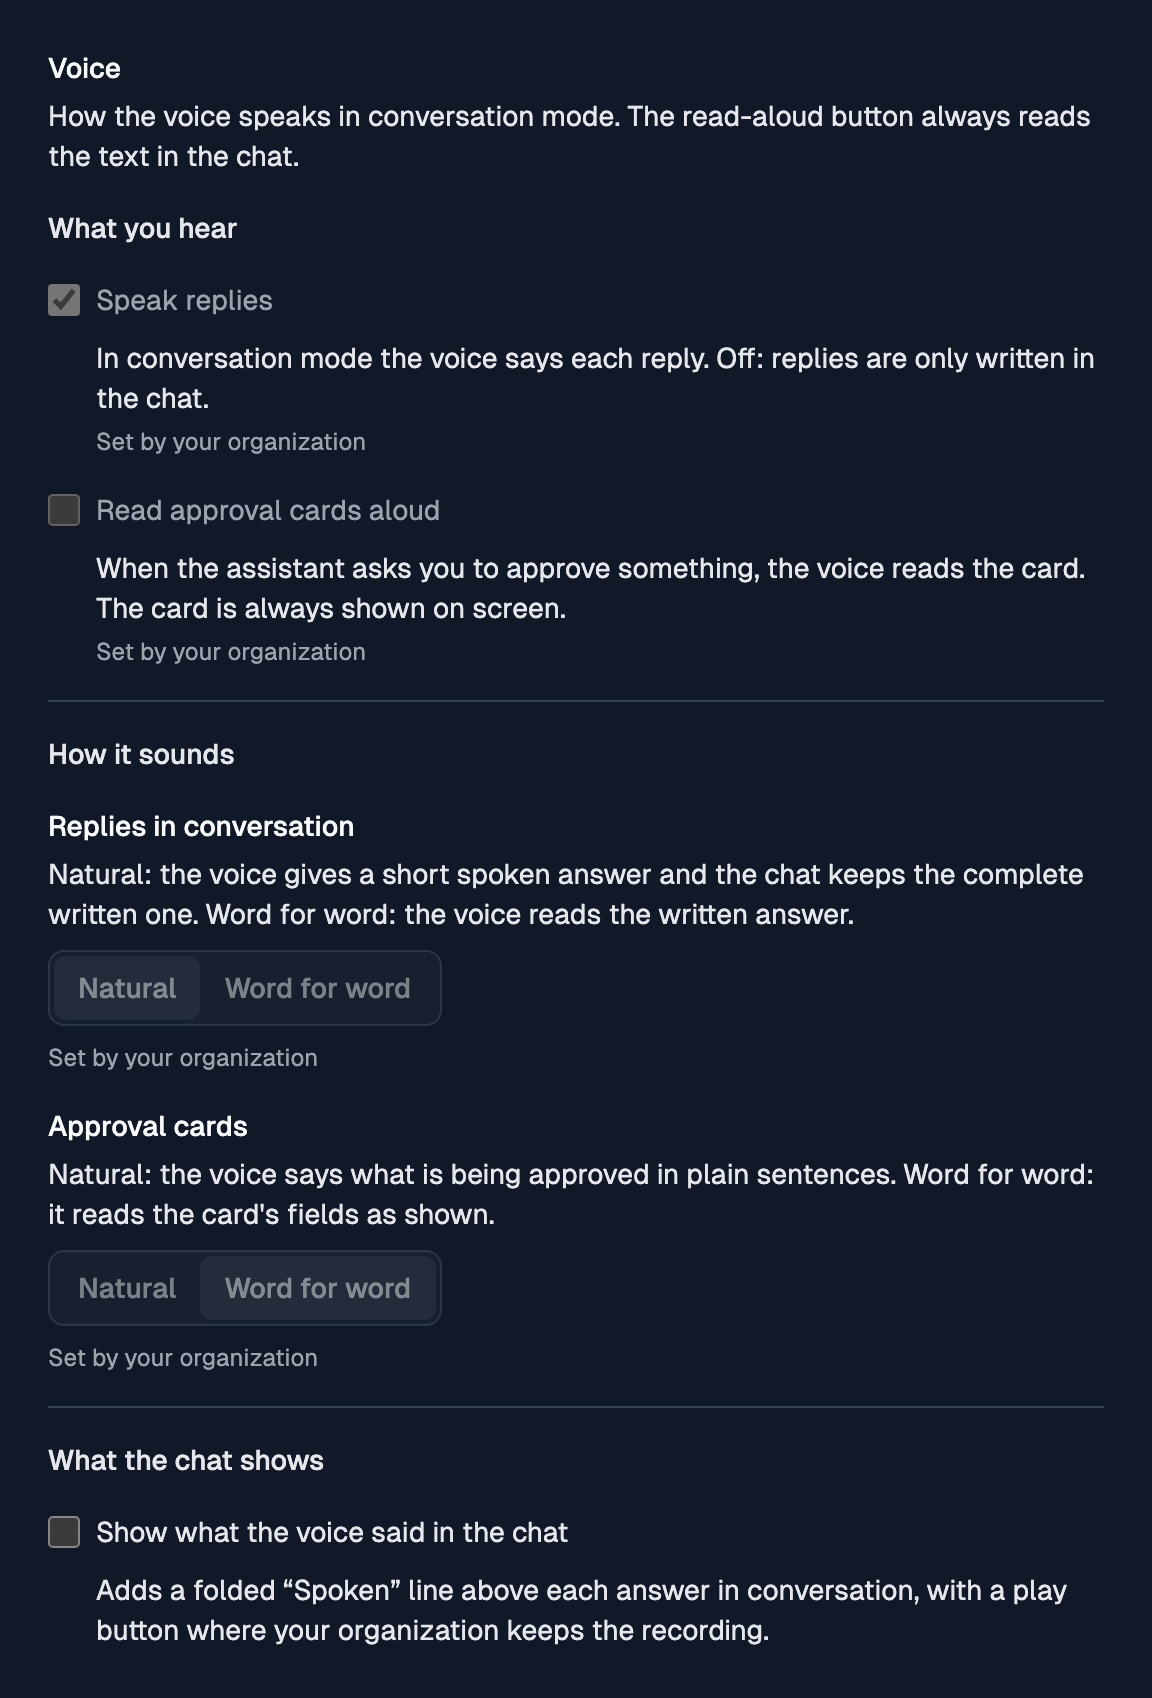 Voice
How the voice speaks in conversation mode. The read-aloud button always reads
the text in the chat.
What you hear
Speak replies
In conversation mode the voice says each reply. Off: replies are only written in
the chat.
Set by your organization
Read approval cards aloud
When the assistant asks you to approve something, the voice reads the card.
The card is always shown on screen.
Set by your organization
How it sounds
Replies in conversation
Natural: the voice gives a short spoken answer and the chat keeps the complete
written one. Word for word: the voice reads the written answer.
Natural Word for word
Set by your organization
Approval cards
Natural: the voice says what is being approved in plain sentences. Word for word:
it reads the card's fields as shown.
Natural Word for word
Set by your organization
What the chat shows
Show what the voice said in the chat
Adds a folded “Spoken” line above each answer in conversation, with a play
button where your organization keeps the recording.